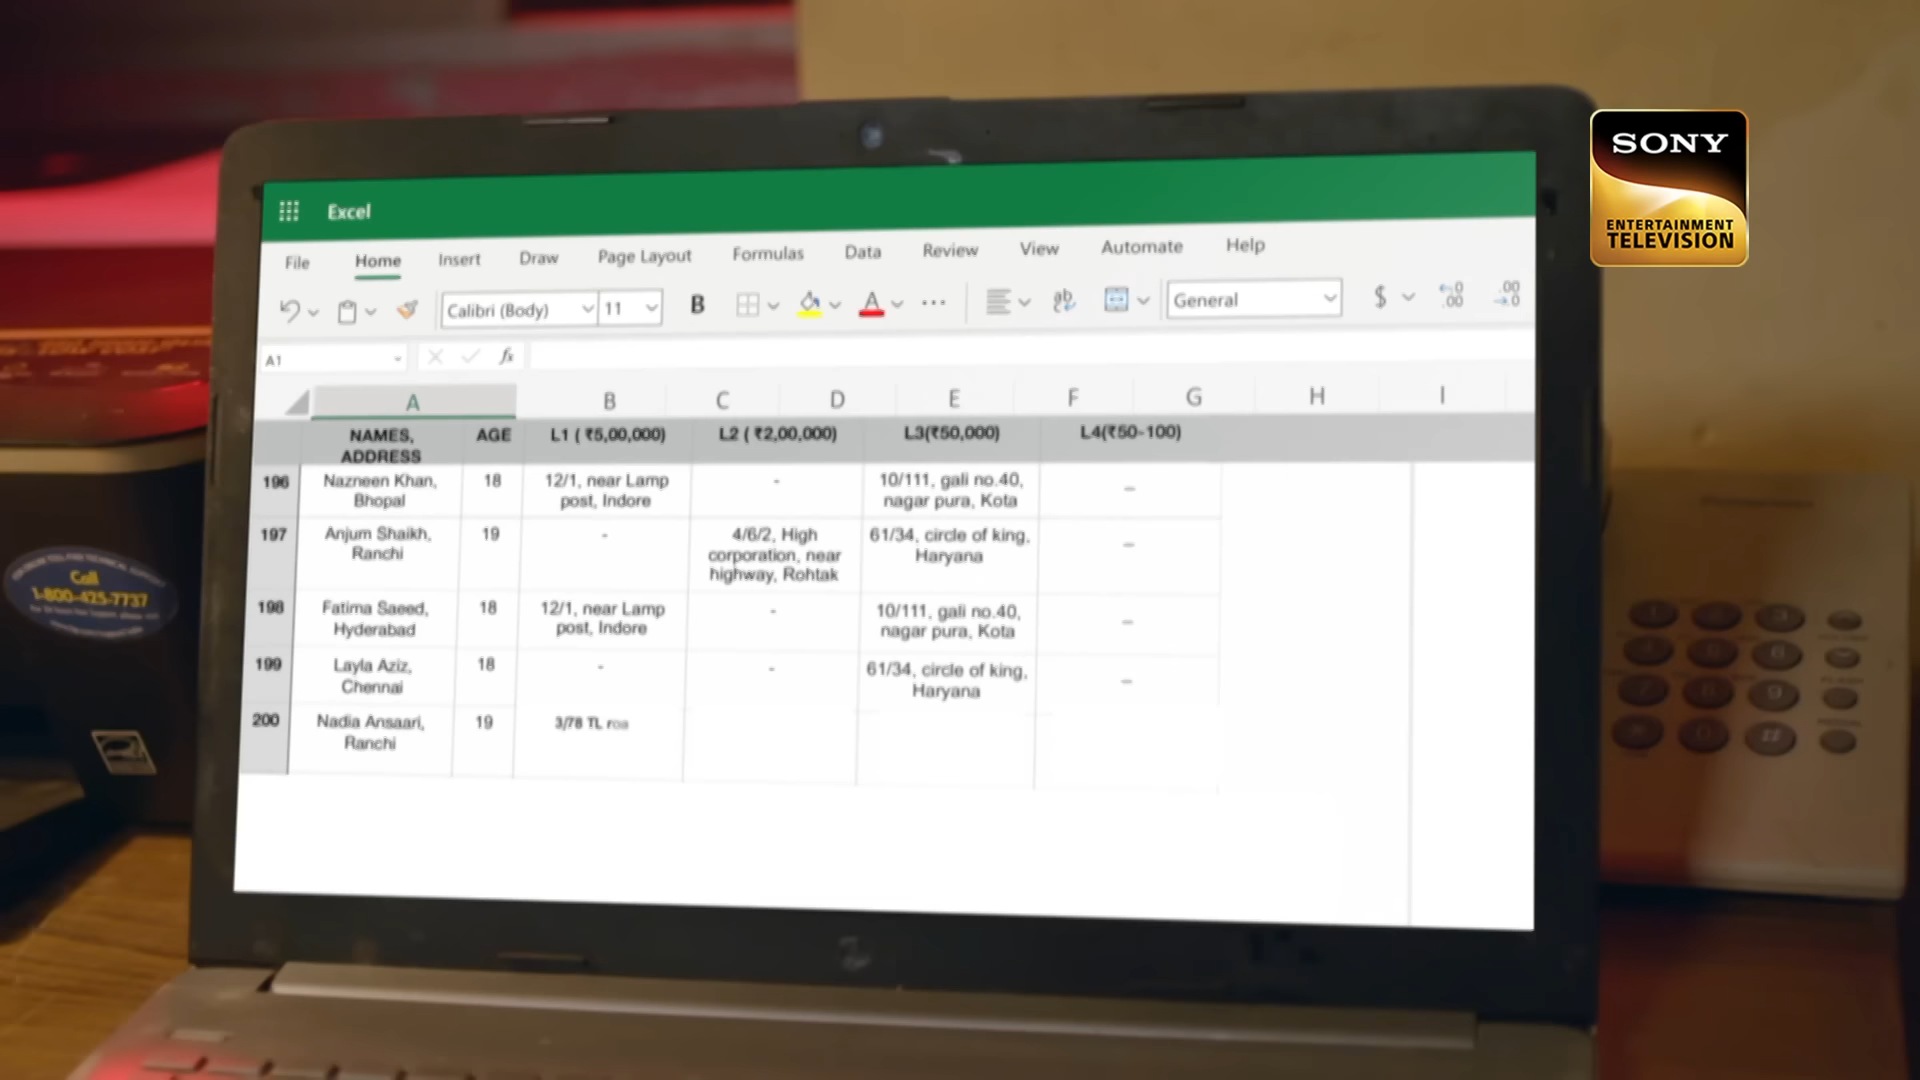 SONY
ENTERTAINMENT
TELEVISION
Excel
File Home Insert Draw Page Layout Formulas Data Review View Automate Help
Calibri (Body) 11 B A ... ab General $ .00 .00
A1 fx
A B C D E F G H I
NAMES, ADDRESS AGE L1 ( ₹5,00,000) L2 ( ₹2,00,000) L3(₹50,000) L4(₹50-100)
196 Nazneen Khan, Bhopal 18 12/1, near Lamp post, Indore - 10/111, gali no.40, nagar pura, Kota –
197 Anjum Shaikh, Ranchi 19 - 4/6/2, High corporation, near highway, Rohtak 61/34, circle of king, Haryana –
198 Fatima Saeed, Hyderabad 18 12/1, near Lamp post, Indore - 10/111, gali no.40, nagar pura, Kota –
199 Layla Aziz, Chennai 18 - - 61/34, circle of king, Haryana –
200 Nadia Ansaari, Ranchi 19 3/78 TL roa
Call
1-800-425-7737